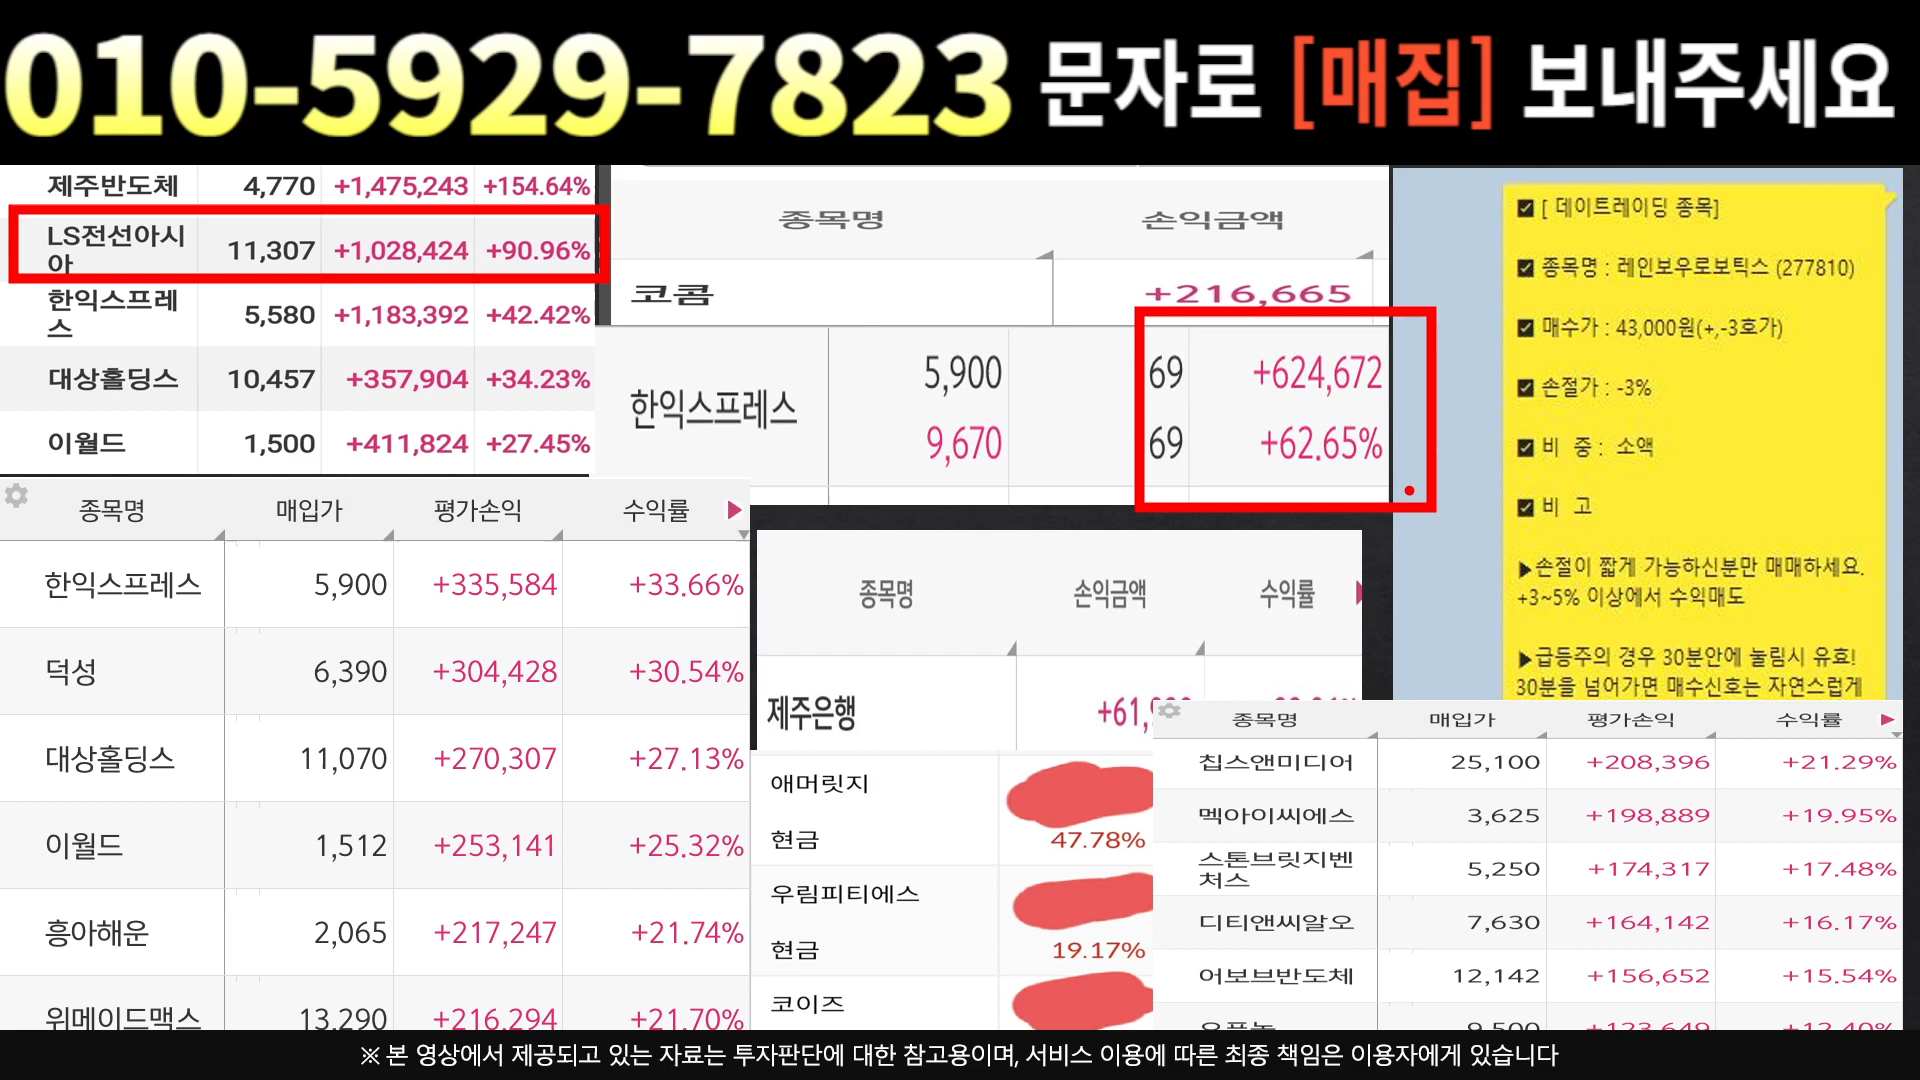 010-5929-7823 문자로 [매집] 보내주세요
제주반도체 4,770 +1,475,243 +154.64%
LS전선아시
아 11,307 +1,028,424 +90.96%
한익스프레
스 5,580 +1,183,392 +42.42%
대상홀딩스 10,457 +357,904 +34.23%
이월드 1,500 +411,824 +27.45%
종목명 손익금액
코콤 +216,665
한익스프레스 5,900 69 +624,672
9,670 69 +62.65%
☑ [ 데이트레이딩 종목]
☑ 종목명 : 레인보우로보틱스 (277810)
☑ 매수가 : 43,000원(+,-3호가)
☑ 손절가 : -3%
☑ 비 중 : 소액
☑ 비 고
▶손절이 짧게 가능하신분만 매매하세요.
+3~5% 이상에서 수익매도
▶급등주의 경우 30분안에 눌림시 유효!
30분을 넘어가면 매수신호는 자연스럽게
종목명 매입가 평가손익 수익률
한익스프레스 5,900 +335,584 +33.66%
덕성 6,390 +304,428 +30.54%
대상홀딩스 11,070 +270,307 +27.13%
이월드 1,512 +253,141 +25.32%
흥아해운 2,065 +217,247 +21.74%
위메이드맥스 13,290 +216,294 +21.70%
종목명 손익금액 수익률
제주은행 +61,
애머릿지
현금 47.78%
우림피티에스
현금 19.17%
코이즈
종목명 매입가 평가손익 수익률
칩스앤미디어 25,100 +208,396 +21.29%
멕아이씨에스 3,625 +198,889 +19.95%
스톤브릿지벤
처스 5,250 +174,317 +17.48%
디티앤씨알오 7,630 +164,142 +16.17%
어보브반도체 12,142 +156,652 +15.54%
9,500 +123,649 +12.40%
※ 본 영상에서 제공되고 있는 자료는 투자판단에 대한 참고용이며, 서비스 이용에 따른 최종 책임은 이용자에게 있습니다